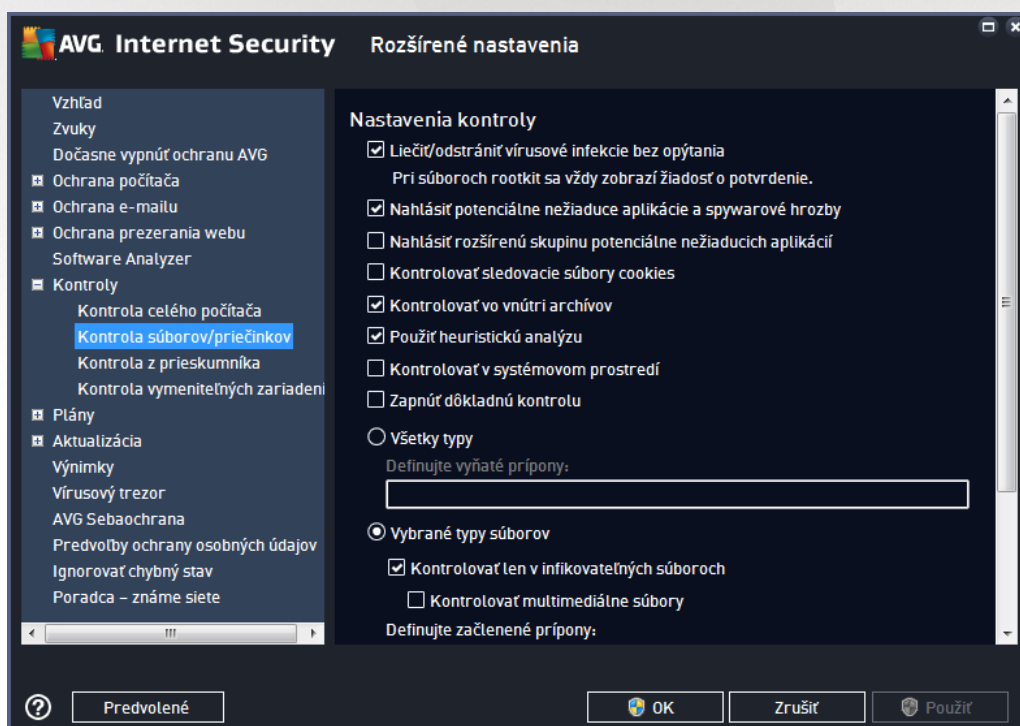 AVG. Internet Security
Rozšírené nastavenia
Vzhľad
Zvuky
Dočasne vypnúť ochranu AVG
Ochrana počítača
Ochrana e-mailu
Ochrana prezerania webu
Software Analyzer
Kontroly
Kontrola celého počítača
Kontrola súborov/priečinkov
Kontrola z prieskumníka
Kontrola vymeniteľných zariadení
Plány
Aktualizácia
Výnimky
Vírusový trezor
AVG Sebaochrana
Predvoľby ochrany osobných údajov
Ignorovať chybný stav
Poradca – známe siete
Nastavenia kontroly
Liečiť/odstrániť vírusové infekcie bez opýtania
Pri súboroch rootkit sa vždy zobrazí žiadosť o potvrdenie.
Nahlásiť potenciálne nežiaduce aplikácie a spywarové hrozby
Nahlásiť rozšírenú skupinu potenciálne nežiaducich aplikácií
Kontrolovať sledovacie súbory cookies
Kontrolovať vo vnútri archívov
Použiť heuristickú analýzu
Kontrolovať v systémovom prostredí
Zapnúť dôkladnú kontrolu
Všetky typy
Definujte vyňaté prípony:
Vybrané typy súborov
Kontrolovať len v infikovateľných súboroch
Kontrolovať multimediálne súbory
Definujte začlenené prípony:
Predvolené
OK
Zrušiť
Použiť